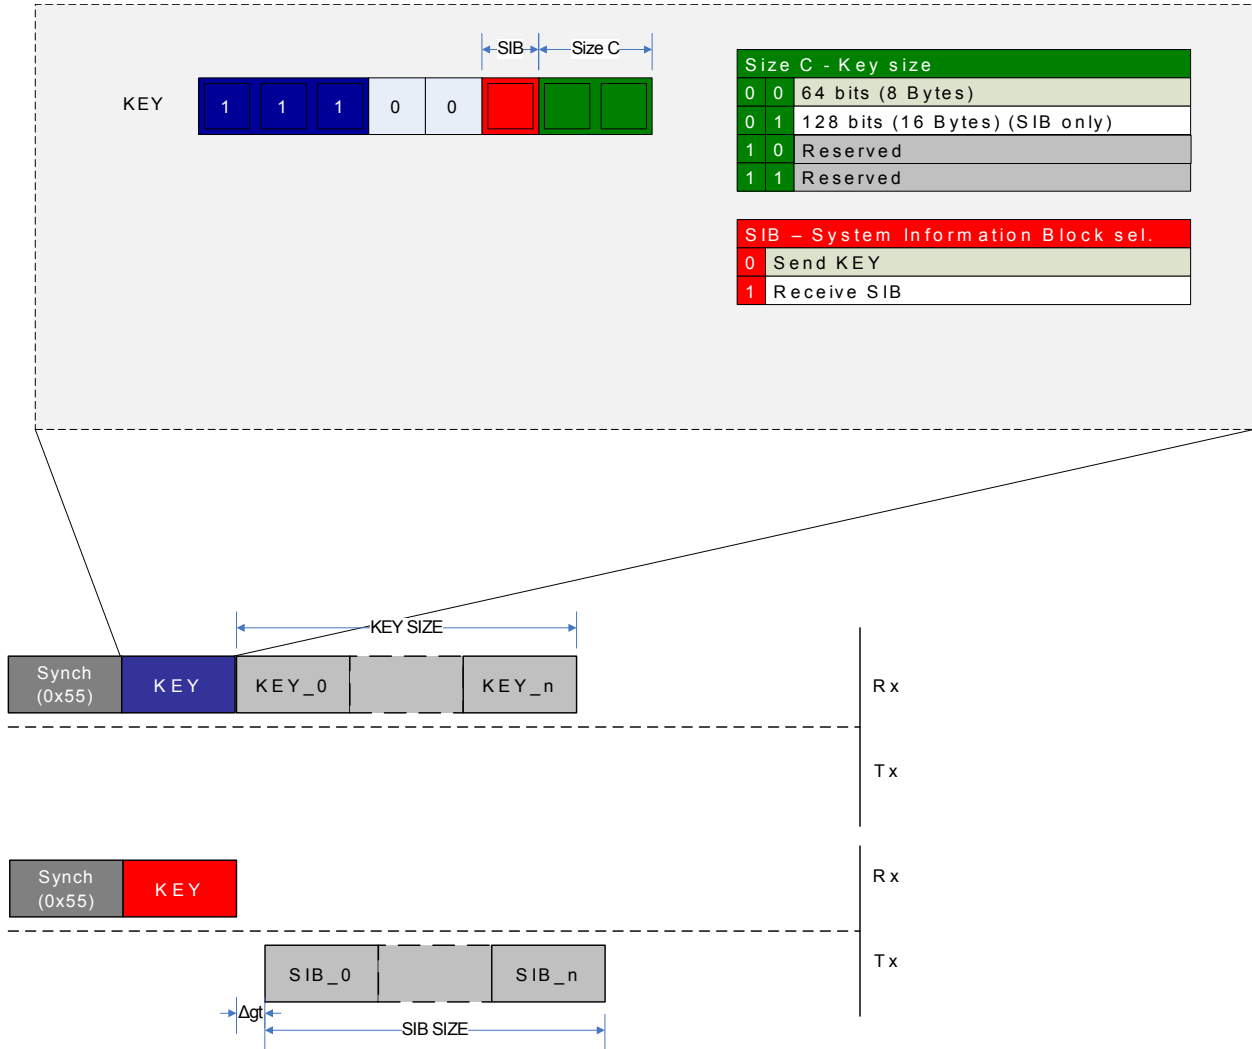 SIB Size C
KEY 1 1 1 0 0
Size C - Key size
0 0 64 bits (8 Bytes)
0 1 128 bits (16 Bytes) (SIB only)
1 0 Reserved
1 1 Reserved
SIB – System Information Block sel.
0 Send KEY
1 Receive SIB
KEY SIZE
Synch
(0x55)
KEY
KEY_0
KEY_n
Rx
Tx
Synch
(0x55)
KEY
Rx
SIB_0
SIB_n
Tx
Δgt
SIB SIZE